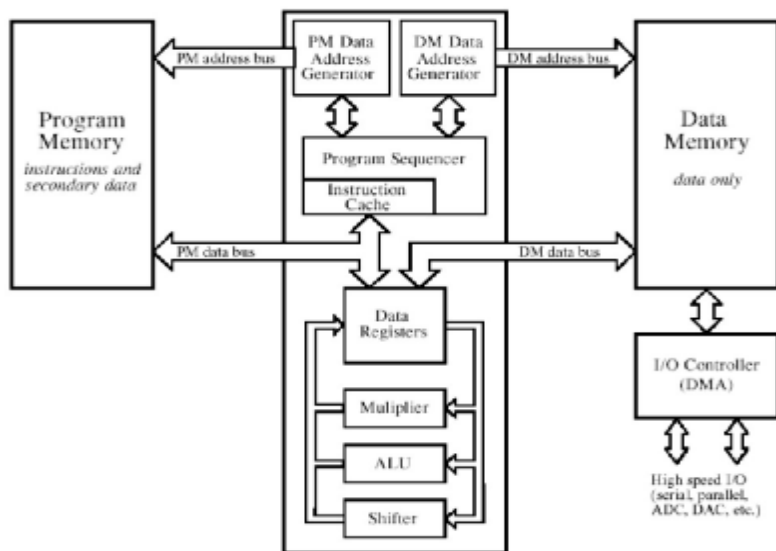 PM Data
Address
Generator
DM Data
Address
Generator
PM address bus
DM address bus
Program
Memory
instructions and
secondary data
Program Sequencer
Instruction
Cache
Data
Memory
data only
PM data bus
DM data bus
Data
Registers
Muliplier
ALU
Shifter
I/O Controller
(DMA)
High speed I/O
(serial, parallel,
ADC, DAC, etc.)